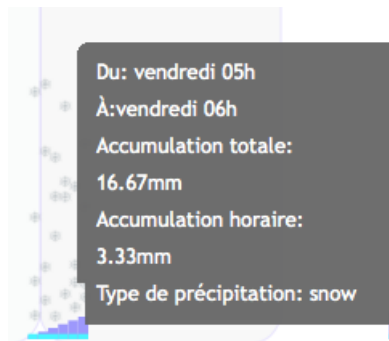 Du: vendredi 05h
À:vendredi 06h
Accumulation totale:
16.67mm
Accumulation horaire:
3.33mm
Type de précipitation: snow